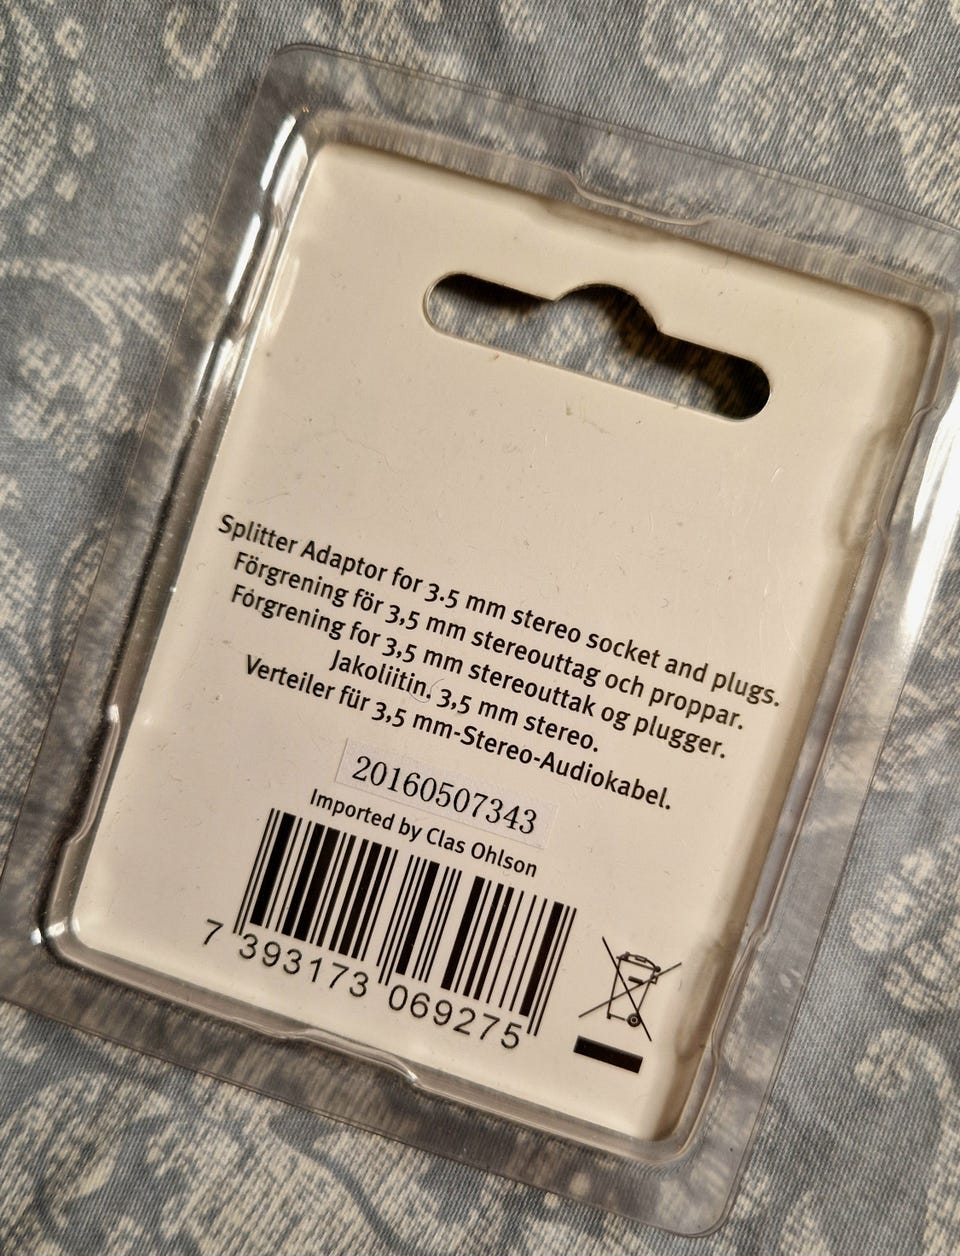 Splitter Adaptor for 3.5 mm stereo socket and plugs.
Förgrening för 3,5 mm stereouttag och proppar.
Forgrening for 3,5 mm stereouttak og plugger.
Jakoliitin. 3,5 mm stereo.
Verteiler für 3,5 mm-Stereo-Audiokabel.
20160507343
Imported by Clas Ohlson
7 393173 069275